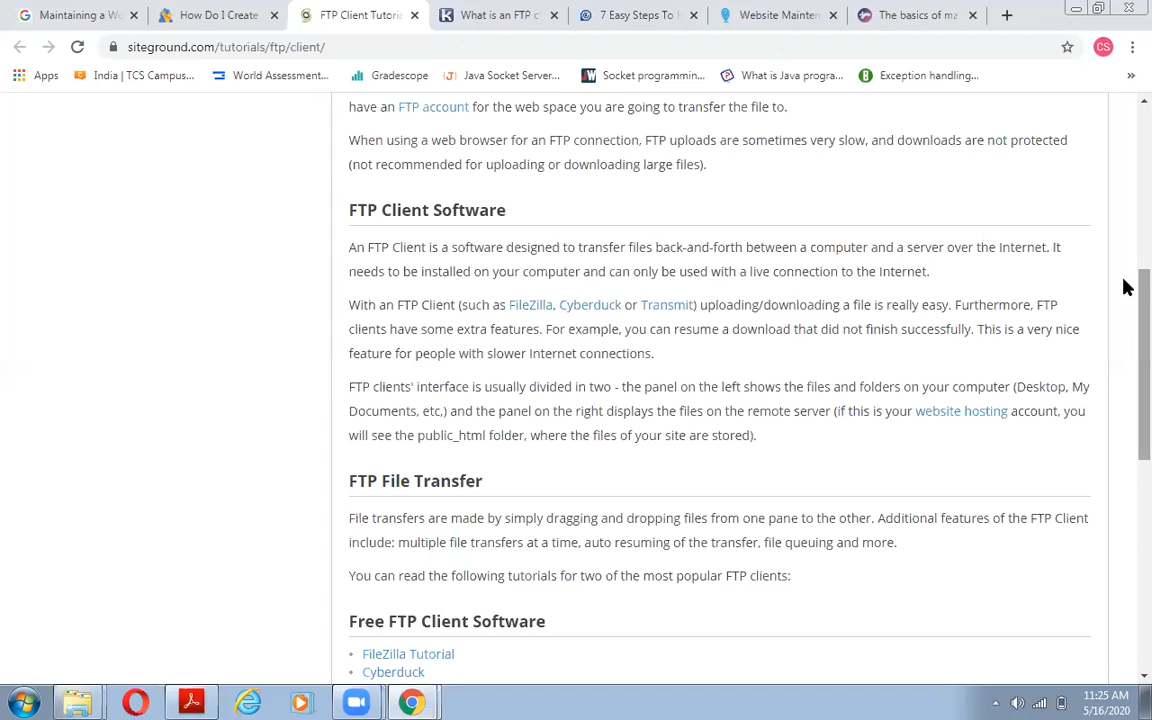 Maintaining a We
How Do I Create
FTP Client Tutoria
What is an FTP c
7 Easy Steps To
Website Mainten
The basics of ma
siteground.com/tutorials/ftp/client/
CS
Apps
India | TCS Campus...
World Assessment...
Gradescope
Java Socket Server...
Socket programmin...
What is Java progra...
Exception handling...
»
have an FTP account for the web space you are going to transfer the file to.
When using a web browser for an FTP connection, FTP uploads are sometimes very slow, and downloads are not protected
(not recommended for uploading or downloading large files).
FTP Client Software
An FTP Client is a software designed to transfer files back-and-forth between a computer and a server over the Internet. It
needs to be installed on your computer and can only be used with a live connection to the Internet.
With an FTP Client (such as FileZilla, Cyberduck or Transmit) uploading/downloading a file is really easy. Furthermore, FTP
clients have some extra features. For example, you can resume a download that did not finish successfully. This is a very nice
feature for people with slower Internet connections.
FTP clients' interface is usually divided in two - the panel on the left shows the files and folders on your computer (Desktop, My
Documents, etc,) and the panel on the right displays the files on the remote server (if this is your website hosting account, you
will see the public_html folder, where the files of your site are stored).
FTP File Transfer
File transfers are made by simply dragging and dropping files from one pane to the other. Additional features of the FTP Client
include: multiple file transfers at a time, auto resuming of the transfer, file queuing and more.
You can read the following tutorials for two of the most popular FTP clients:
Free FTP Client Software
• FileZilla Tutorial
• Cyberduck
11:25 AM
5/16/2020